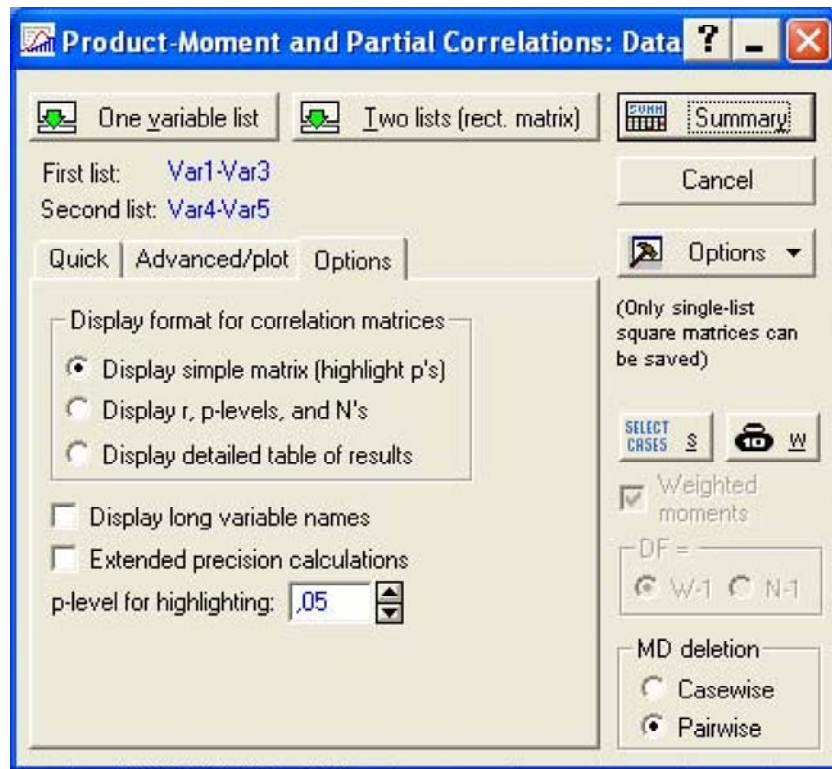 Product-Moment and Partial Correlations: Data
One variable list
Two lists (rect. matrix)
Summary
First list: Var1-Var3
Second list: Var4-Var5
Cancel
Quick
Advanced/plot
Options
Options
Display format for correlation matrices
Display simple matrix (highlight p's)
Display r, p-levels, and N's
Display detailed table of results
Display long variable names
Extended precision calculations
p-level for highlighting: ,05
(Only single-list
square matrices can
be saved)
SELECT
CASES S
W
Weighted
moments
DF =
W-1 N-1
MD deletion
Casewise
Pairwise